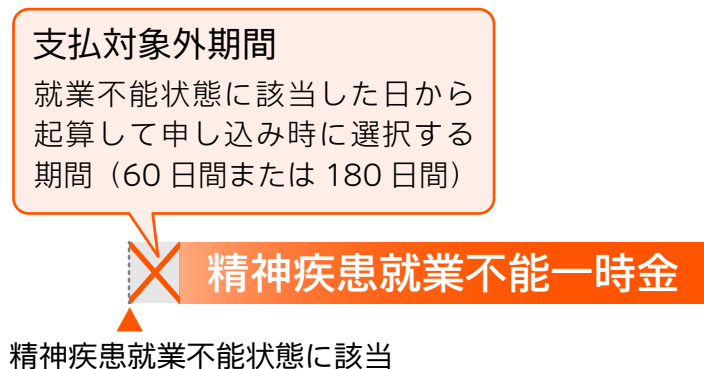 支払対象外期間
就業不能状態に該当した日から
起算して申し込み時に選択する
期間（60日間または180日間）
精神疾患就業不能一時金
精神疾患就業不能状態に該当